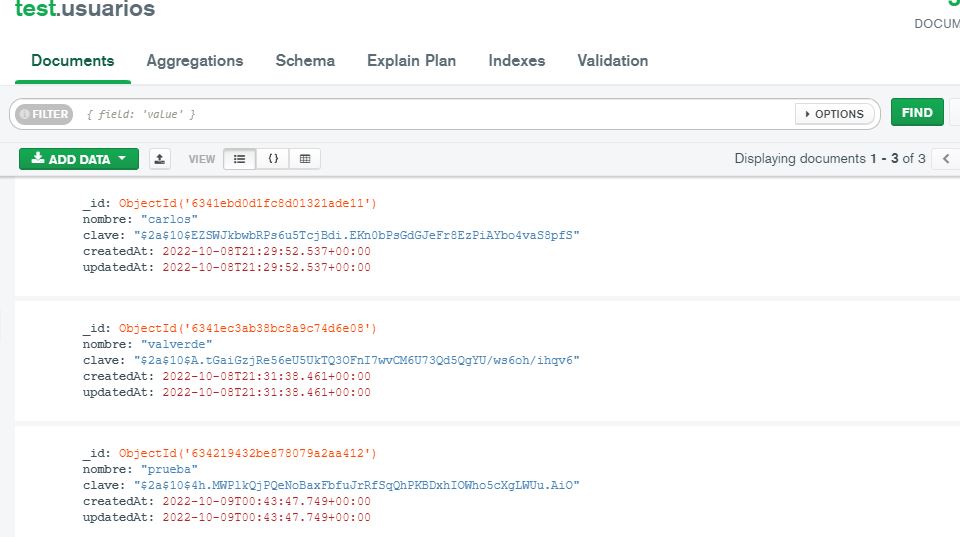 test.usuarios
DOCUM
Documents Aggregations Schema Explain Plan Indexes Validation
FILTER { field: 'value' } OPTIONS FIND
ADD DATA VIEW {} Displaying documents 1 - 3 of 3
_id: ObjectId('6341ebd0d1fc8d01321ade11')
nombre: "carlos"
clave: "$2a$10$EZSWJkbwbRPs6u5TcjBdi.EKn0bPsGdGJeFr8EzPiAYbo4vaS8pfS"
createdAt: 2022-10-08T21:29:52.537+00:00
updatedAt: 2022-10-08T21:29:52.537+00:00
_id: ObjectId('6341ec3ab38bc8a9c74d6e08')
nombre: "valverde"
clave: "$2a$10$A.tGaiGzjRe56eU5UkTQ3OFnI7wvCM6U73Qd5QgYU/ws6oh/ihqv6"
createdAt: 2022-10-08T21:31:38.461+00:00
updatedAt: 2022-10-08T21:31:38.461+00:00
_id: ObjectId('634219432be878079a2aa412')
nombre: "prueba"
clave: "$2a$10$4h.MWPlkQjPQeNoBaxFbfuJrRfSqQhPKBDxhIOWho5cXgLWUu.AiO"
createdAt: 2022-10-09T00:43:47.749+00:00
updatedAt: 2022-10-09T00:43:47.749+00:00